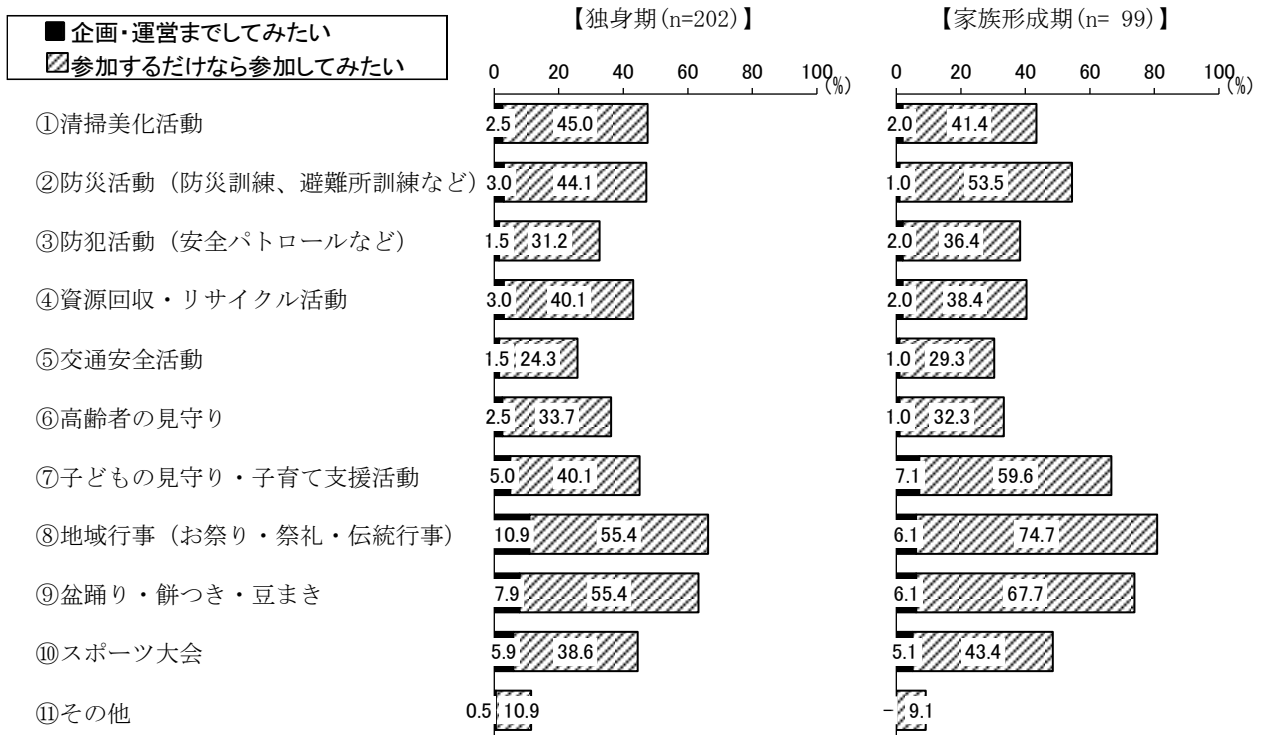 【独身期(n=202)】 【家族形成期(n= 99)】
■ 企画・運営までしてみたい
参加するだけなら参加してみたい
0 20 40 60 80 100 (%) 0 20 40 60 80 100 (%)
①清掃美化活動 2.5 45.0 2.0 41.4
②防災活動（防災訓練、避難所訓練など） 3.0 44.1 1.0 53.5
③防犯活動（安全パトロールなど） 1.5 31.2 2.0 36.4
④資源回収・リサイクル活動 3.0 40.1 2.0 38.4
⑤交通安全活動 1.5 24.3 1.0 29.3
⑥高齢者の見守り 2.5 33.7 1.0 32.3
⑦子どもの見守り・子育て支援活動 5.0 40.1 7.1 59.6
⑧地域行事（お祭り・祭礼・伝統行事） 10.9 55.4 6.1 74.7
⑨盆踊り・餅つき・豆まき 7.9 55.4 6.1 67.7
⑩スポーツ大会 5.9 38.6 5.1 43.4
⑪その他 0.5 10.9 - 9.1